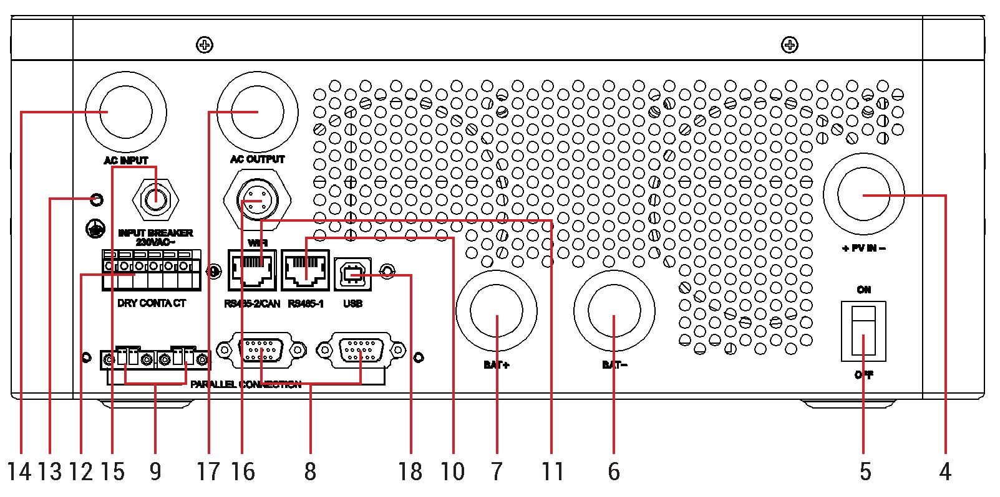 AC INPUT
AC OUTPUT
INPUT BREAKER
230VAC~
WIFI
+ PV IN −
DRY CONTA CT
RS485-2/CAN
RS485-1
USB
ON
OFF
BAT+
BAT−
PARALLEL CONNECTION
14 13 12 15 9 17 16 8 18 10 7 11 6 5 4